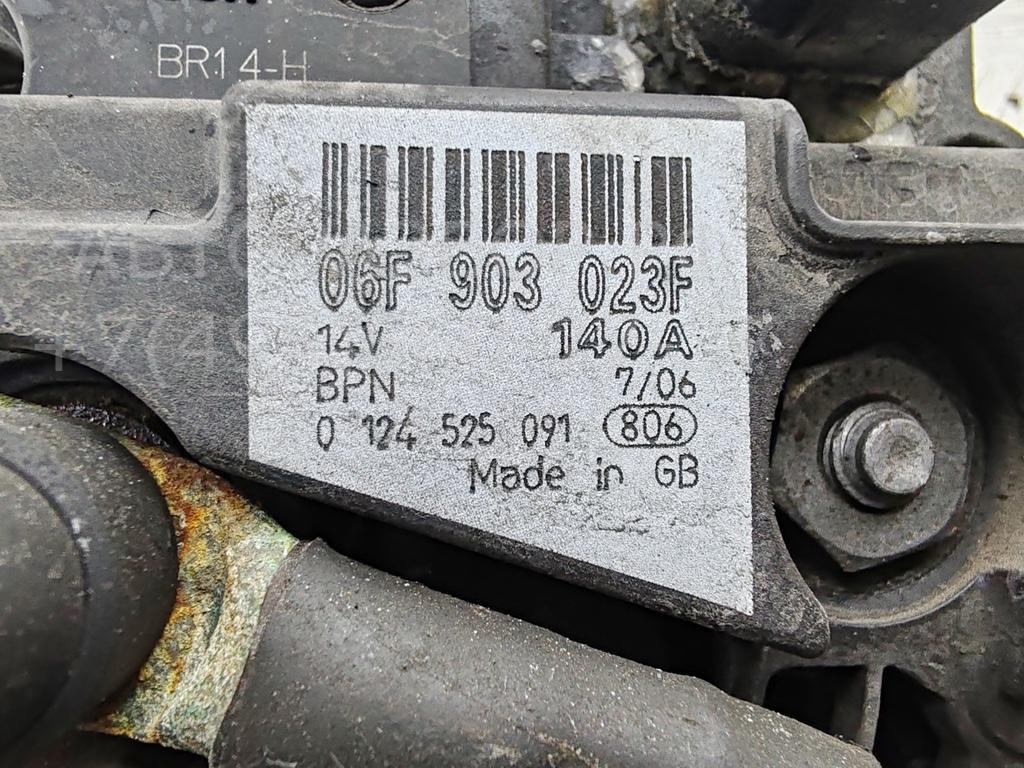 BR14-H
06F 903 023F
14V 140A
BPN 7/06
0 124 525 091 806
Made in GB